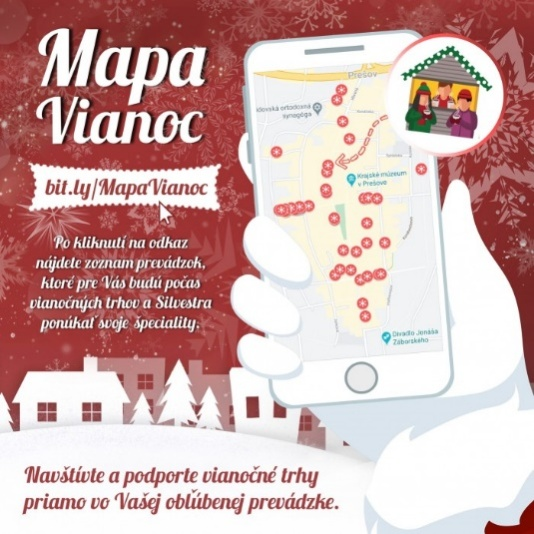 Mapa
Vianoc
bit.ly/MapaVianoc
Po kliknutí na odkaz
nájdete zoznam prevádzok,
ktoré pre Vás budú počas
vianočných trhov a Silvestra
ponúkať svoje špeciality.
Prešov
idovská ortodoxná
synagóga
Krajské múzeum
v Prešove
Divadlo Jonáša
Záborského
Navštívte a podporte vianočné trhy
priamo vo Vašej obľúbenej prevádzke.